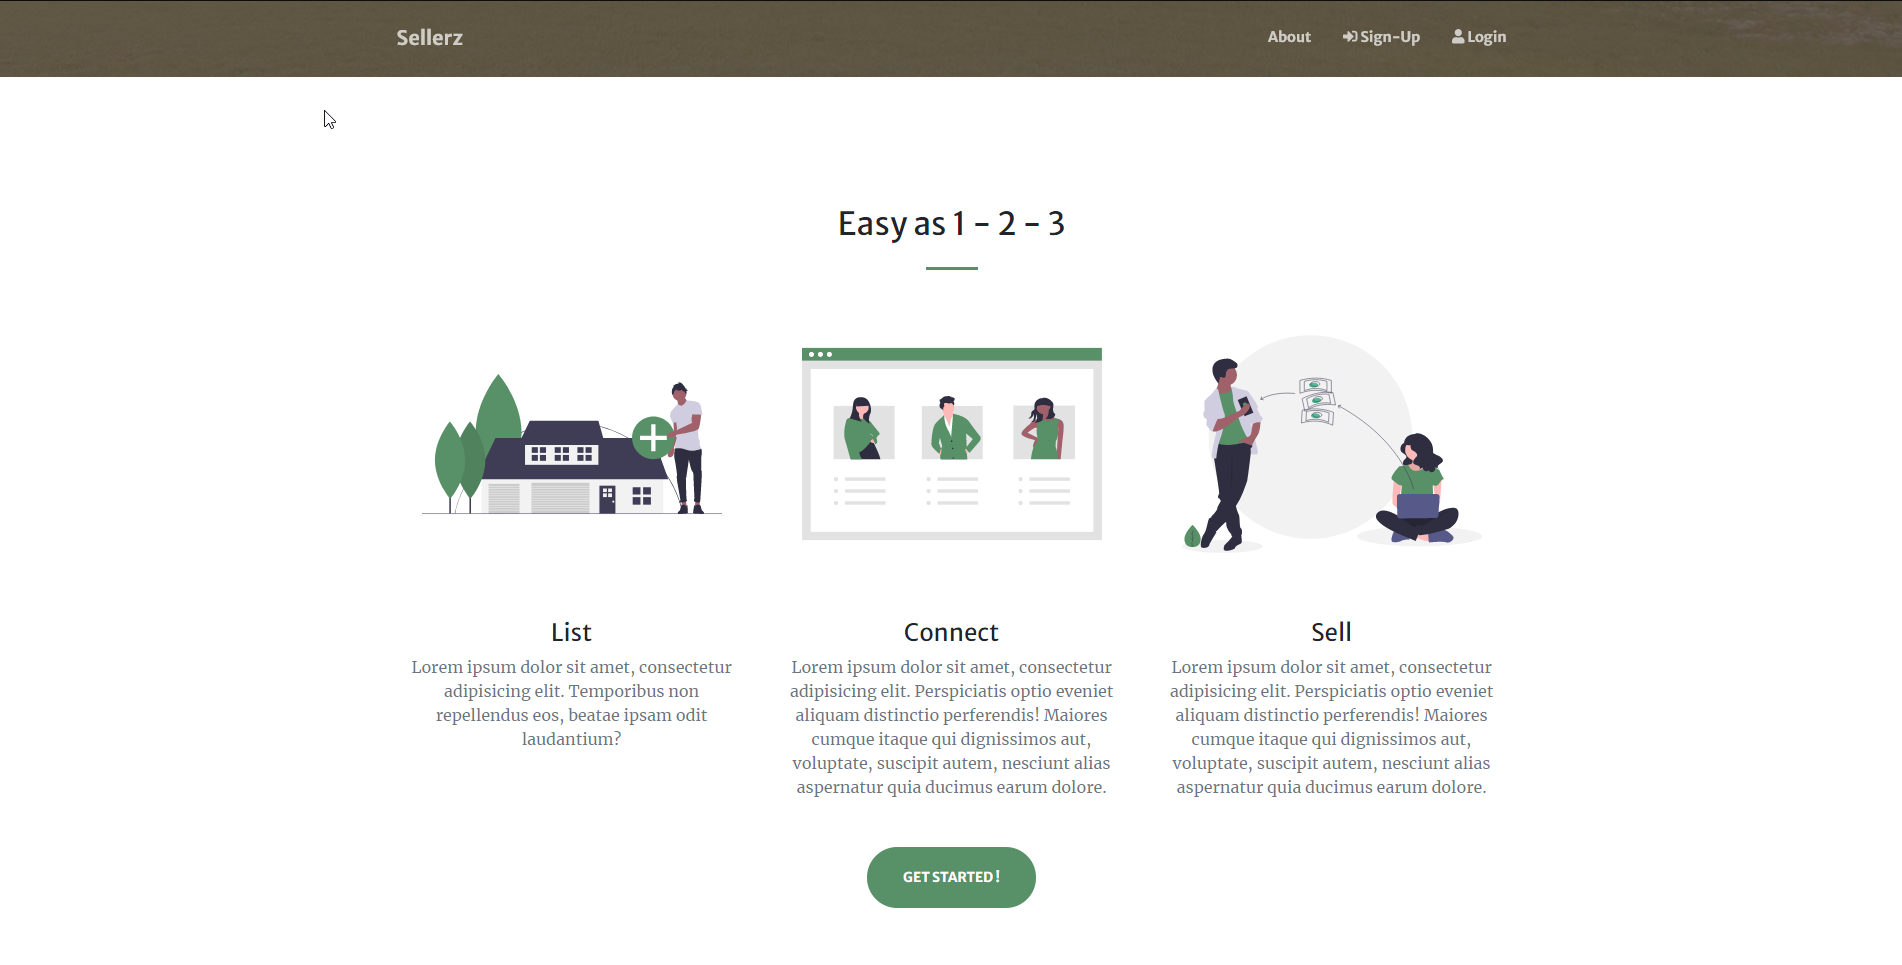 Sellerz
About
Sign-Up
Login
Easy as 1 - 2 - 3
List
Lorem ipsum dolor sit amet, consectetur
adipisicing elit. Temporibus non
repellendus eos, beatae ipsam odit
laudantium?
Connect
Lorem ipsum dolor sit amet, consectetur
adipisicing elit. Perspiciatis optio eveniet
aliquam distinctio perferendis! Maiores
cumque itaque qui dignissimos aut,
voluptate, suscipit autem, nesciunt alias
aspernatur quia ducimus earum dolore.
Sell
Lorem ipsum dolor sit amet, consectetur
adipisicing elit. Perspiciatis optio eveniet
aliquam distinctio perferendis! Maiores
cumque itaque qui dignissimos aut,
voluptate, suscipit autem, nesciunt alias
aspernatur quia ducimus earum dolore.
GET STARTED !